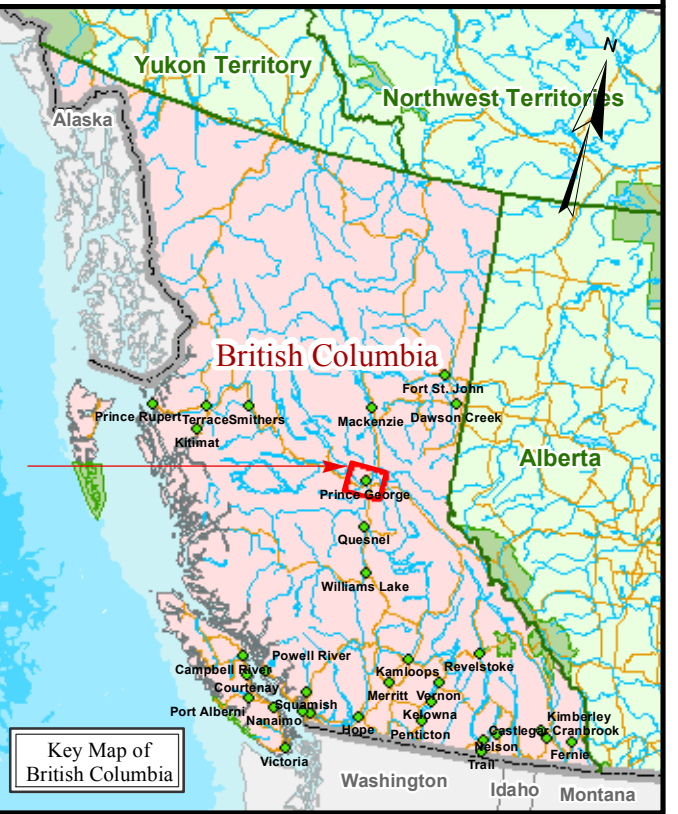 N
Yukon Territory
Northwest Territories
Alaska
British Columbia
Fort St. John
Prince Rupert
Terrace
Smithers
Mackenzie
Dawson Creek
Kitimat
Alberta
Prince George
Quesnel
Williams Lake
Powell River
Campbell River
Kamloops
Revelstoke
Courtenay
Merritt
Vernon
Port Alberni
Squamish
Nanaimo
Kelowna
Kimberley
Hope
Penticton
Castlegar
Cranbrook
Nelson
Fernie
Victoria
Trail
Key Map of
British Columbia
Washington
Idaho
Montana